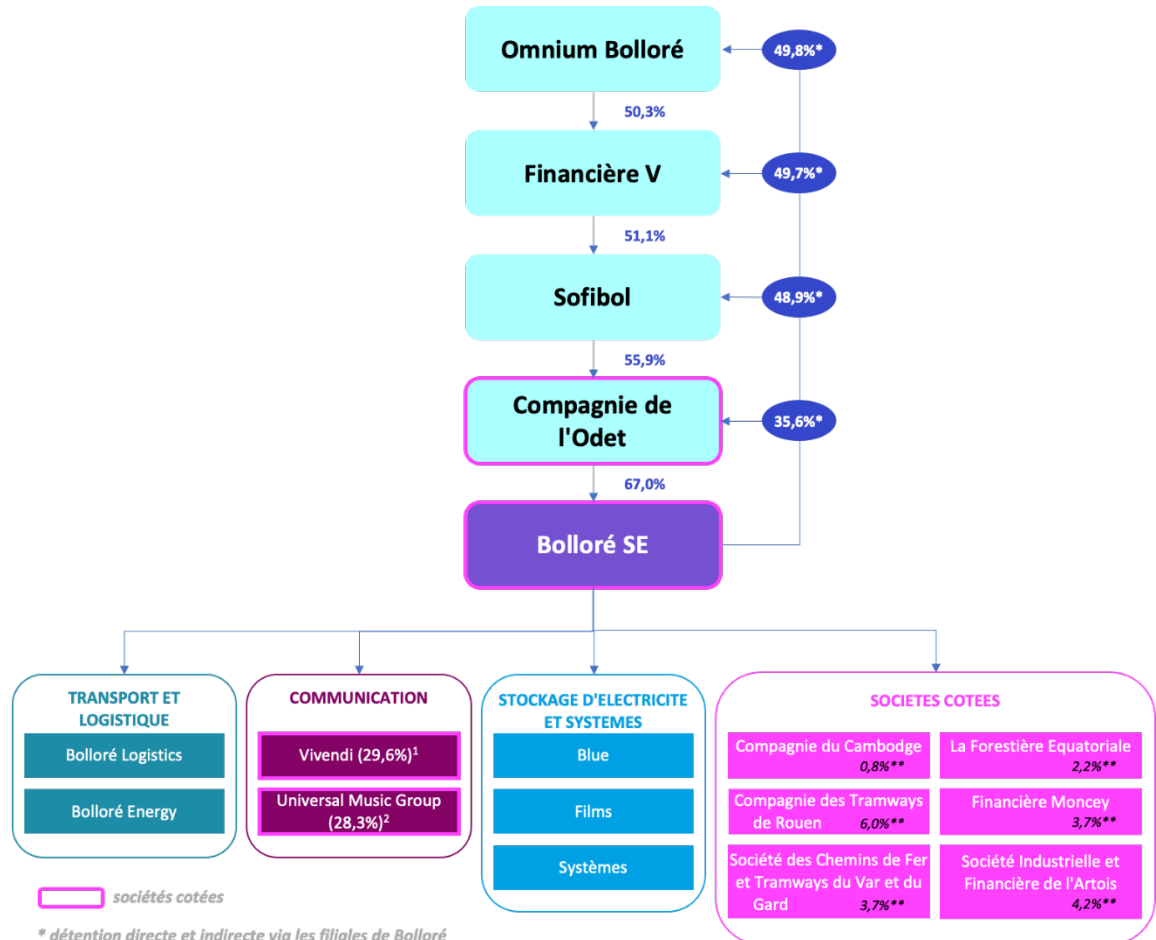 Omnium Bolloré
49,8%*
50,3%
Financière V
49,7%*
51,1%
Sofibol
48,9%*
55,9%
Compagnie de
l'Odet
35,6%*
67,0%
Bolloré SE
TRANSPORT ET
LOGISTIQUE
Bolloré Logistics
Bolloré Energy
COMMUNICATION
Vivendi (29,6%)¹
Universal Music Group
(28,3%)²
STOCKAGE D'ELECTRICITE
ET SYSTEMES
Blue
Films
Systèmes
SOCIETES COTEES
Compagnie du Cambodge
0,8%**
La Forestière Equatoriale
2,2%**
Compagnie des Tramways
de Rouen 6,0%**
Financière Moncey
3,7%**
Société des Chemins de Fer
et Tramways du Var et du
Gard 3,7%**
Société Industrielle et
Financière de l'Artois
4,2%**
sociétés cotées
* détention directe et indirecte via les filiales de Bolloré